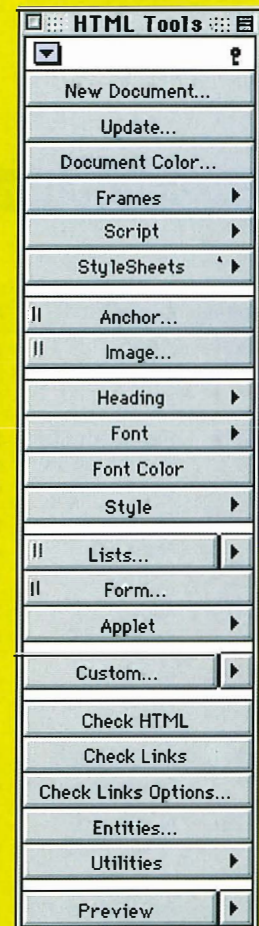 HTML Tools
New Document...
Update...
Document Color...
Frames
Script
StyleSheets
Anchor...
Image...
Heading
Font
Font Color
Style
Lists...
Form...
Applet
Custom...
Check HTML
Check Links
Check Links Options...
Entities...
Utilities
Preview